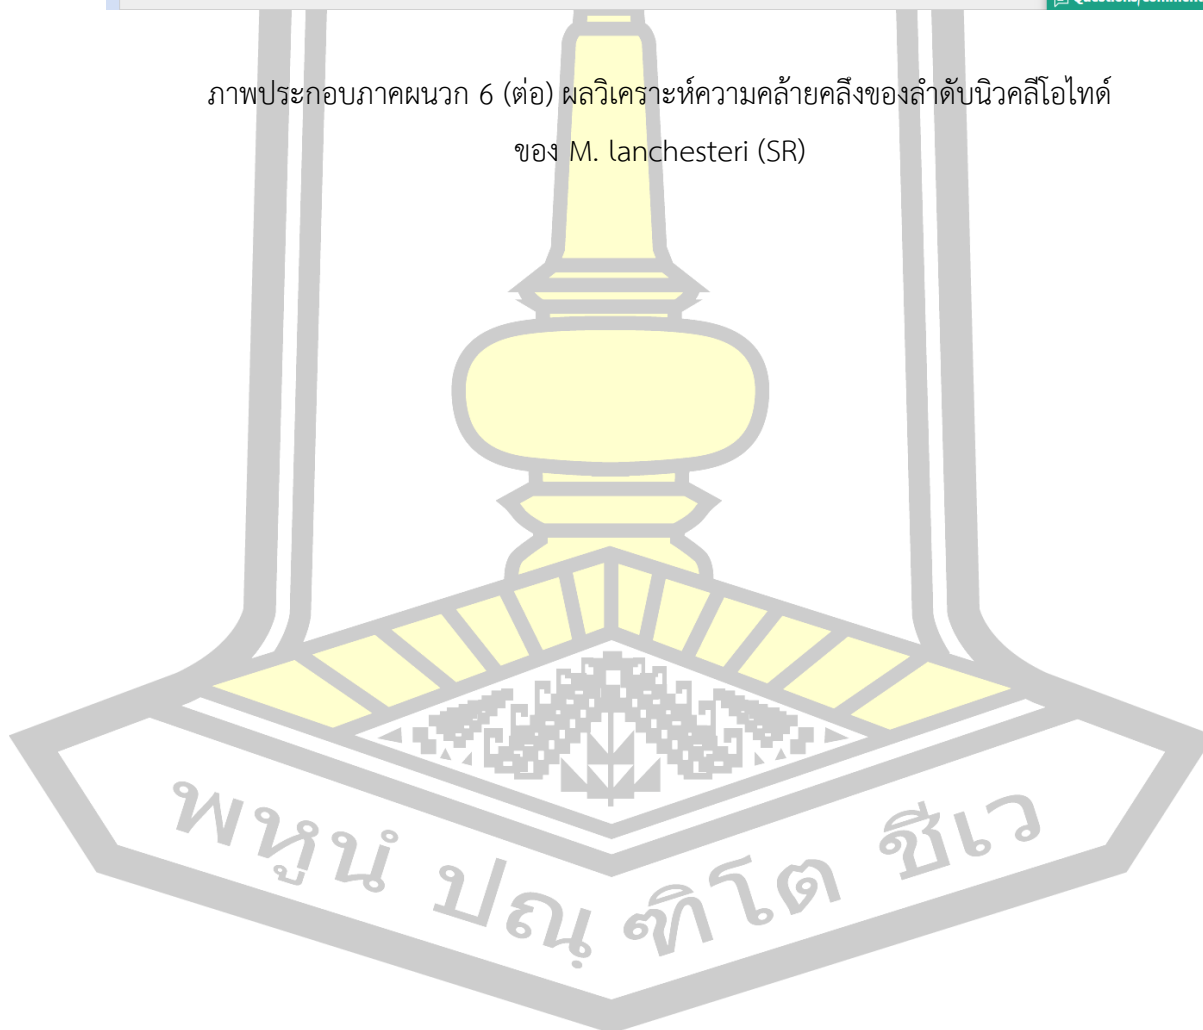 ภาพประกอบภาคผนวก 6 (ต่อ) ผลวิเคราะห์ความคล้ายคลึงของลำดับนิวคลีโอไทด์
ของ M. lanchesteri (SR)
พหูนํ ปณฺฑิโต ชีเว